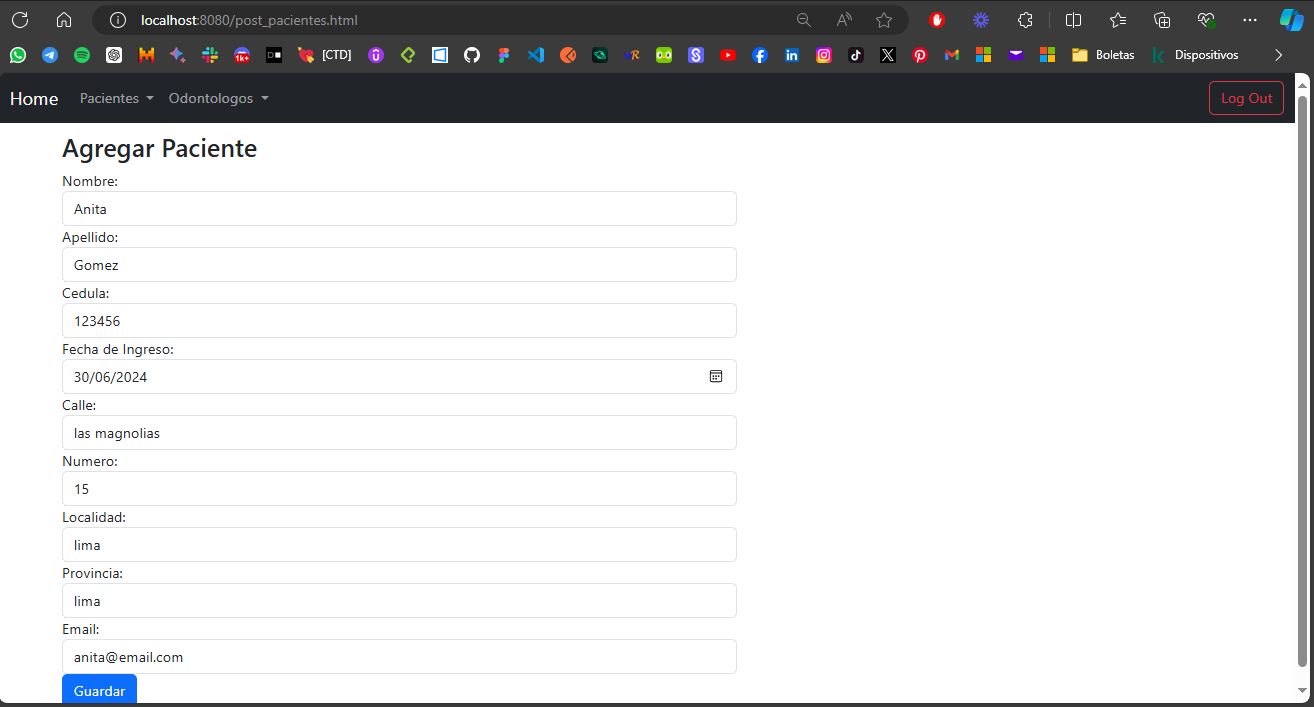 localhost:8080/post_pacientes.html
1k+
[CTD]
Boletas
Dispositivos
Home Pacientes Odontologos Log Out
Agregar Paciente
Nombre:
Anita
Apellido:
Gomez
Cedula:
123456
Fecha de Ingreso:
30/06/2024
Calle:
las magnolias
Numero:
15
Localidad:
lima
Provincia:
lima
Email:
anita@email.com
Guardar